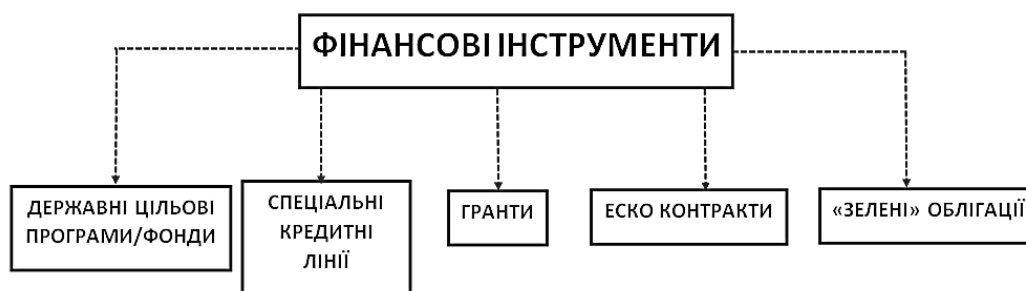 ФІНАНСОВІ ІНСТРУМЕНТИ
ДЕРЖАВНІ ЦІЛЬОВІ
ПРОГРАМИ/ФОНДИ
СПЕЦІАЛЬНІ
КРЕДИТНІ
ЛІНІЇ
ГРАНТИ
ЕСКО КОНТРАКТИ
«ЗЕЛЕНІ» ОБЛІГАЦІЇ